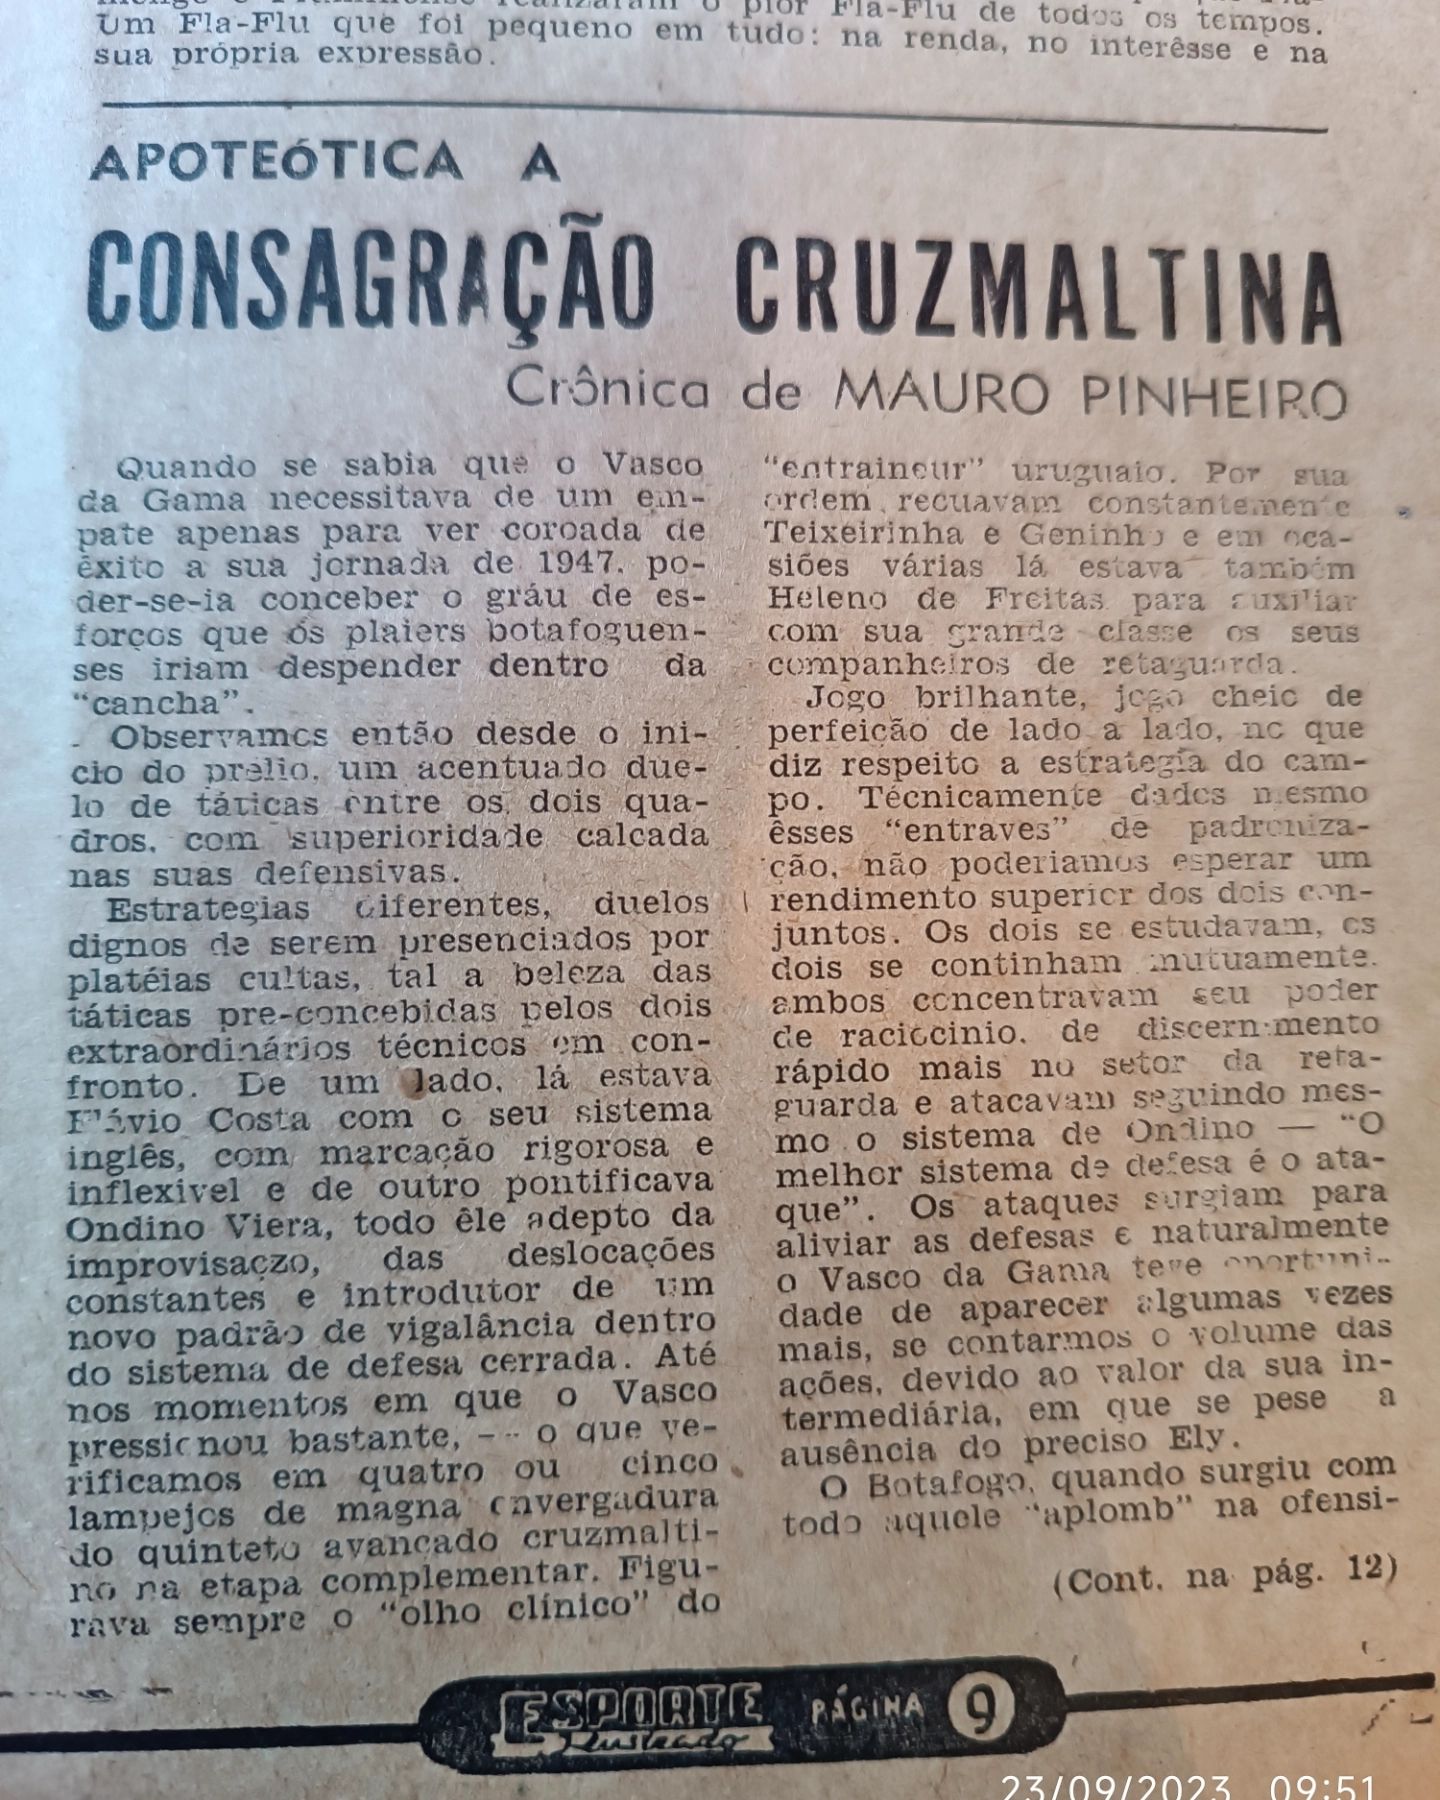 pior Fla-Flu de todos os tempos.
Um Fla-Flu que foi pequeno em tudo: na renda, no interêsse e na
sua própria expressão.
APOTEÓTICA A
CONSAGRAÇÃO CRUZMALTINA
Crônica de MAURO PINHEIRO
Quando se sabia que o Vasco
da Gama necessitava de um em-
pate apenas para ver coroada de
êxito a sua jornada de 1947, po-
der-se-ia conceber o gráu de es-
forços que os plaiers botafoguen-
ses iriam despender dentro da
"cancha".
Observamos então desde o ini-
cio do prelio, um acentuado due-
lo de táticas entre os dois qua-
dros, com superioridade calcada
nas suas defensivas.
Estrategias diferentes, duelos
dignos de serem presenciados por
platéias cultas, tal a beleza das
táticas pre-concebidas pelos dois
extraordinários técnicos em con-
fronto. De um lado, lá estava
Flávio Costa com o seu sistema
inglês, com marcação rigorosa e
inflexivel e de outro pontificava
Ondino Viera, todo êle adepto da
improvisaçzo, das deslocações
constantes e introdutor de um
novo padrão de vigalância dentro
do sistema de defesa cerrada. Até
nos momentos em que o Vasco
pressionou bastante, -- o que ve-
rificamos em quatro ou cinco
lampejos de magna envergadura
do quinteto avançado cruzmalti-
no na etapa complementar. Figu-
rava sempre o "olho clínico" do
"entraineur" uruguaio. Por sua
ordem recuavam constantemente
Teixeirinha e Geninho e em oca-
siões várias lá estava também
Heleno de Freitas para auxiliar
com sua grande classe os seus
companheiros de retaguarda.
Jogo brilhante, jogo cheio de
perfeição de lado a lado, no que
diz respeito a estrategia do cam-
po. Técnicamente dados mesmo
êsses "entraves" de padroniza-
ção, não poderiamos esperar um
rendimento superior dos dois con-
juntos. Os dois se estudavam, os
dois se continham mutuamente.
ambos concentravam seu poder
de raciocinio, de discernimento
rápido mais no setor da reta-
guarda e atacavam seguindo mes-
mo o sistema de Ondino — "O
melhor sistema de defesa é o ata-
que". Os ataques surgiam para
aliviar as defesas e naturalmente
o Vasco da Gama teve oportuni-
dade de aparecer algumas vezes
mais, se contarmos o volume das
ações, devido ao valor da sua in-
termediária, em que se pese a
ausência do preciso Ely.
O Botafogo, quando surgiu com
todo aquele "aplomb" na ofensi-
(Cont. na pág. 12)
ESPORTE Ilustrado PÁGINA 9
23/09/2023 09:51